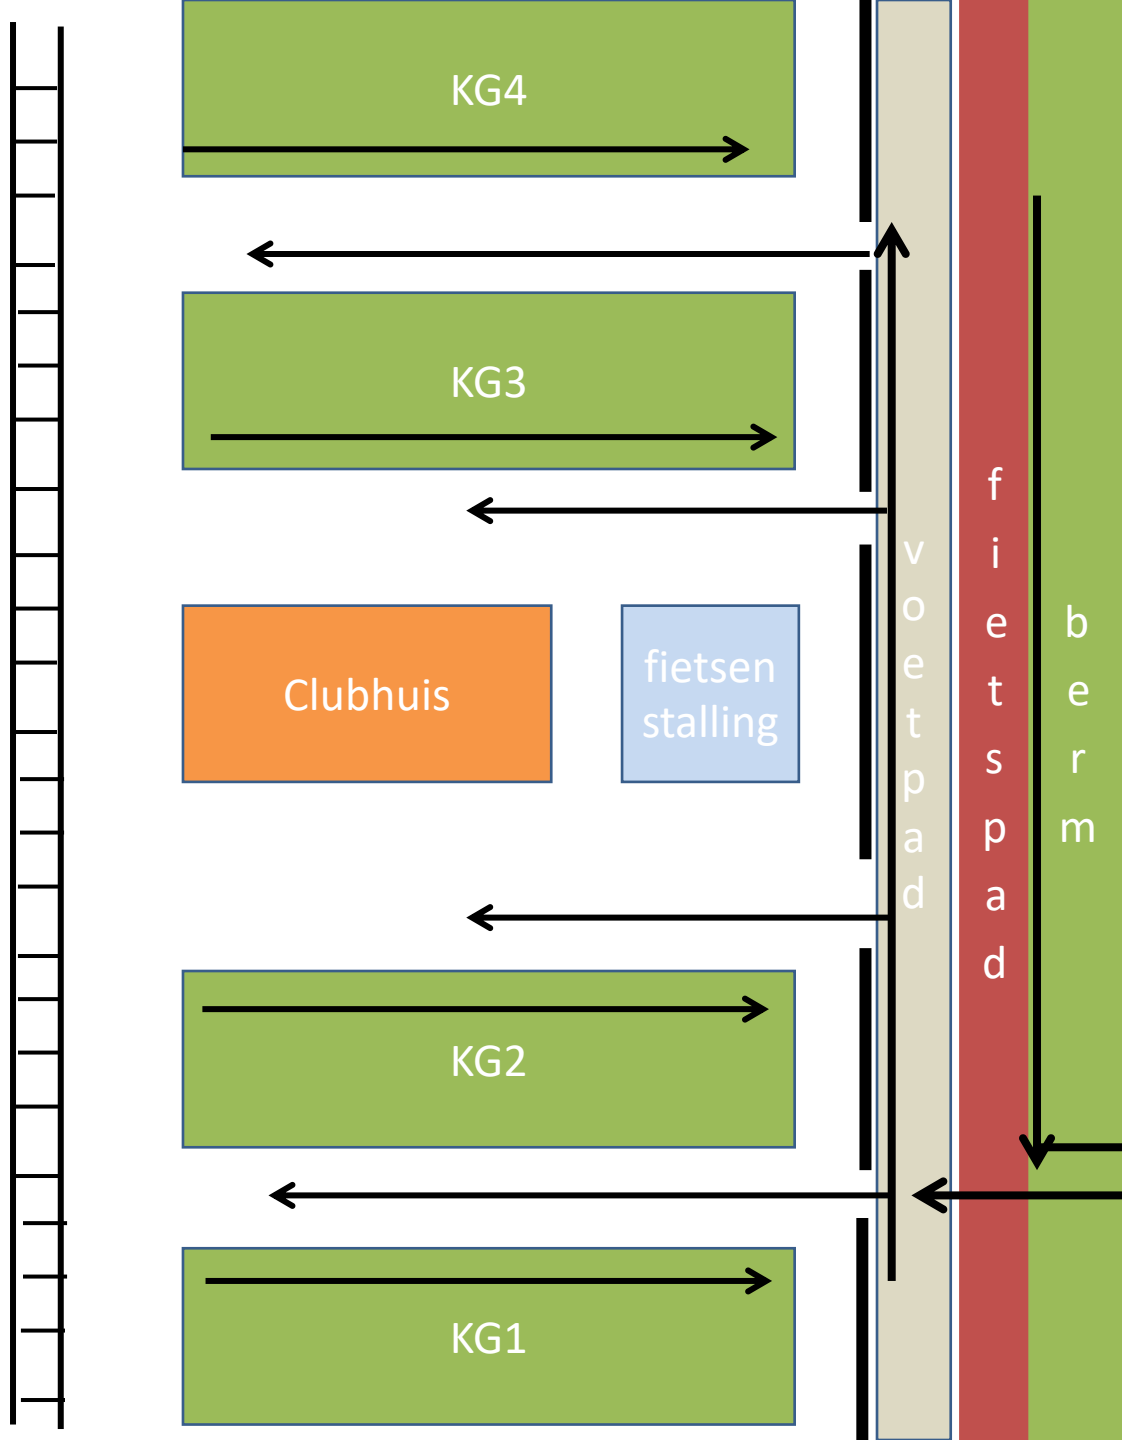 KG4
KG3
Clubhuis
fietsen
stalling
KG2
KG1
voetpad
fietspad
berm